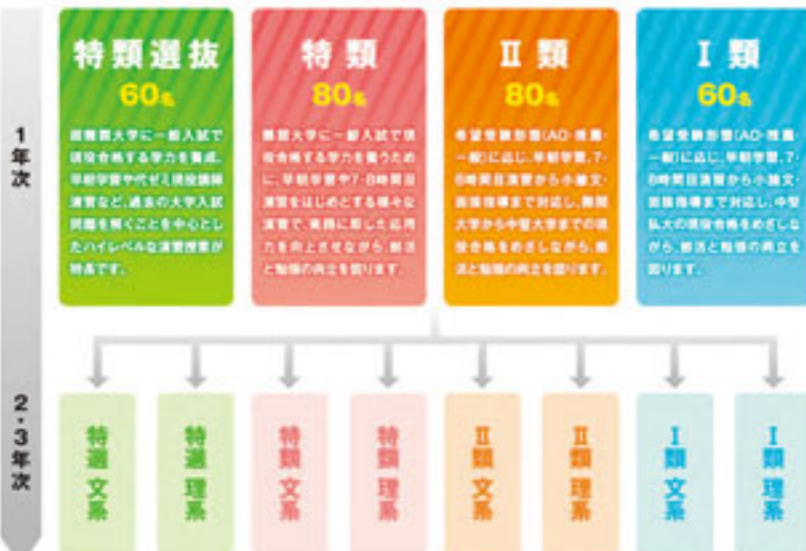 1年次
特類選抜
60名
超難関大学に一般入試で
現役合格する学力を養成。
早朝学習や代ゼミ現役講師
演習など、過去の大学入試
問題を解くことを中心とし
たハイレベルな演習授業が
特長です。
特類
80名
難関大学に一般入試で現
役合格する学力を養うため
に、早朝学習や7・8時間目
演習をはじめとする様々な
演習で、実践に即した応用
力を向上させながら、部活
と勉強の両立を図ります。
II類
80名
希望受験形態(AO・推薦・
一般)に応じ、早朝学習、7・
8時間目演習から小論文・
面接指導まで対応し、難関
大学から中堅大学までの現
役合格をめざしながら、部
活と勉強の両立を図ります。
I類
60名
希望受験形態(AO・推薦・
一般)に応じ、早朝学習、7・
8時間目演習から小論文・
面接指導まで対応し、中堅
私大の現役合格をめざしな
がら、部活と勉強の両立を
図ります。
2・3年次
特選 文系
特選 理系
特類 文系
特類 理系
II類 文系
II類 理系
I類 文系
I類 理系